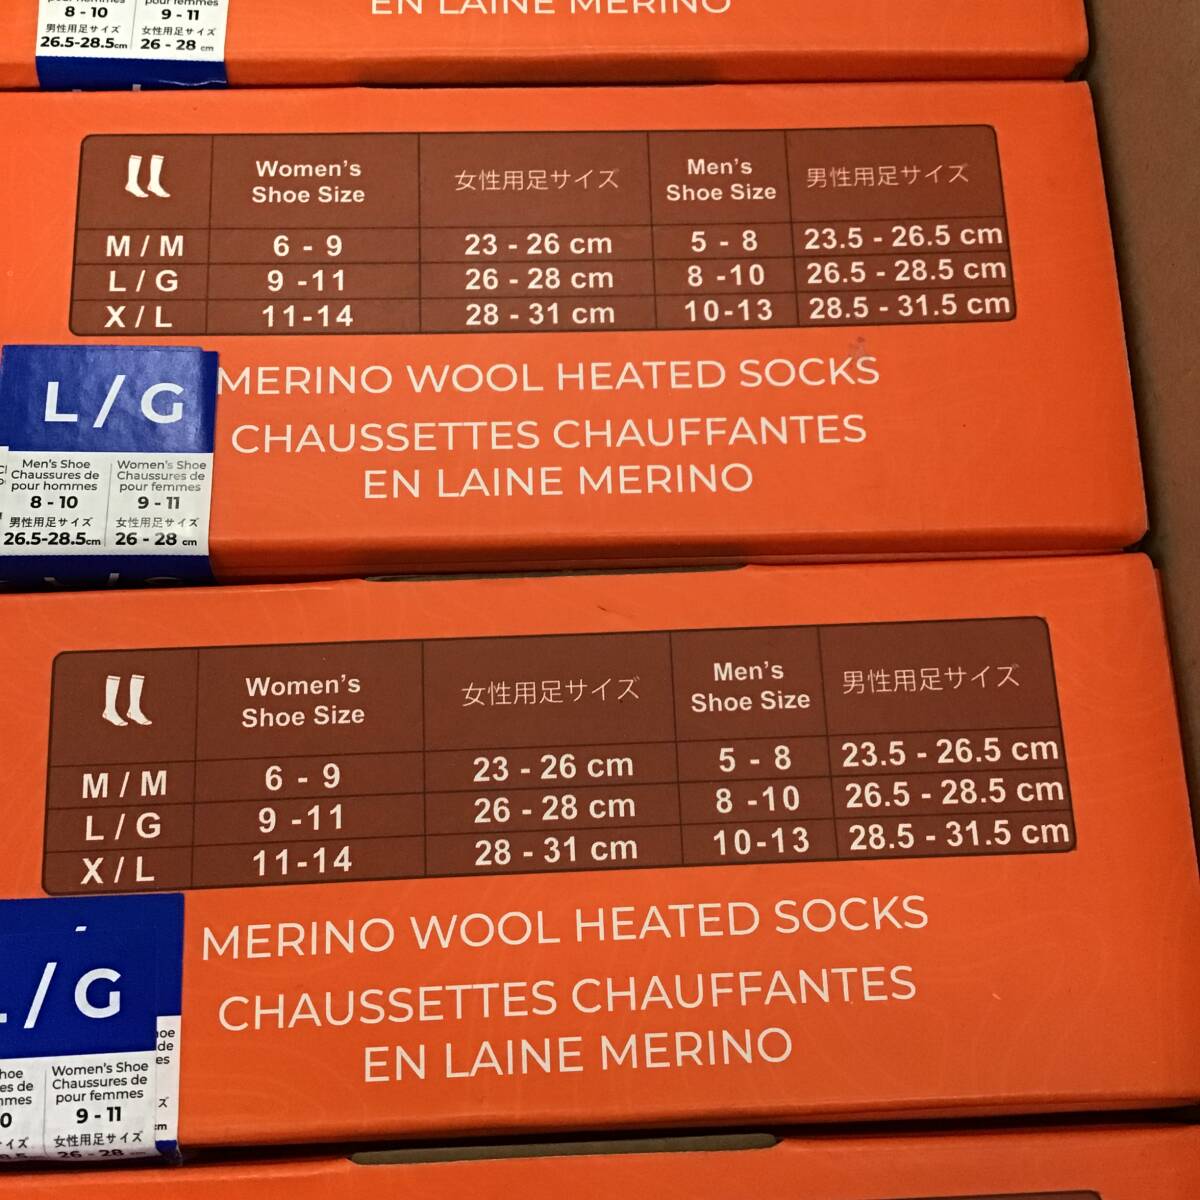 EN LAINE MERINO
8 - 10
9 - 11
男性用足サイズ
女性用足サイズ
26.5-28.5cm
26 - 28 cm
Women's Shoe Size
女性用足サイズ
Men's Shoe Size
男性用足サイズ
M / M 6 - 9 23 - 26 cm 5 - 8 23.5 - 26.5 cm
L / G 9 -11 26 - 28 cm 8 -10 26.5 - 28.5 cm
X / L 11-14 28 - 31 cm 10-13 28.5 - 31.5 cm
MERINO WOOL HEATED SOCKS
CHAUSSETTES CHAUFFANTES
EN LAINE MERINO
L / G
Men's Shoe
Chaussures de
pour hommes
8 - 10
男性用足サイズ
26.5-28.5cm
Women's Shoe
Chaussures de
pour femmes
9 - 11
女性用足サイズ
26 - 28 cm
Women's Shoe Size
女性用足サイズ
Men's Shoe Size
男性用足サイズ
M / M 6 - 9 23 - 26 cm 5 - 8 23.5 - 26.5 cm
L / G 9 -11 26 - 28 cm 8 -10 26.5 - 28.5 cm
X / L 11-14 28 - 31 cm 10-13 28.5 - 31.5 cm
MERINO WOOL HEATED SOCKS
CHAUSSETTES CHAUFFANTES
EN LAINE MERINO
/ G
Women's Shoe
Chaussures de
pour femmes
9 - 11
女性用足サイズ
26 - 28